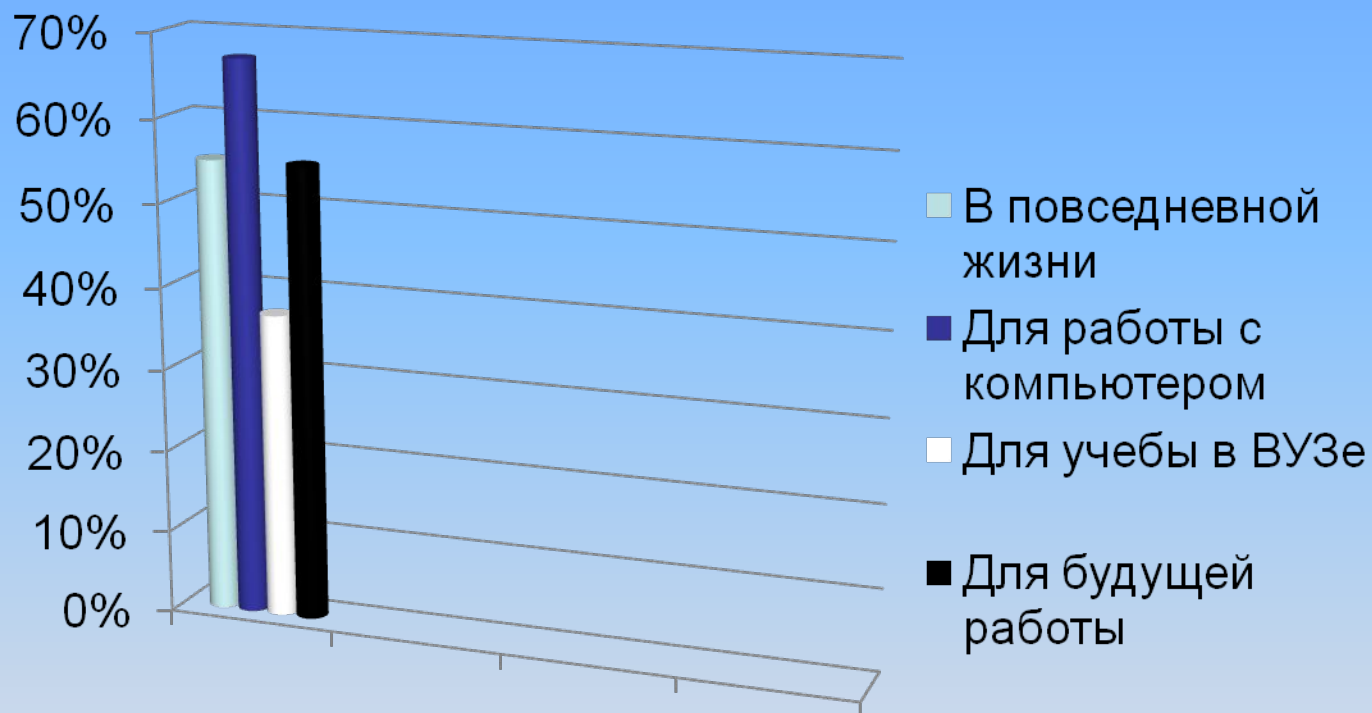 70%
60%
50%
40%
30%
20%
10%
0%
В повседневной
жизни
Для работы с
компьютером
Для учебы в ВУЗе
Для будущей
работы